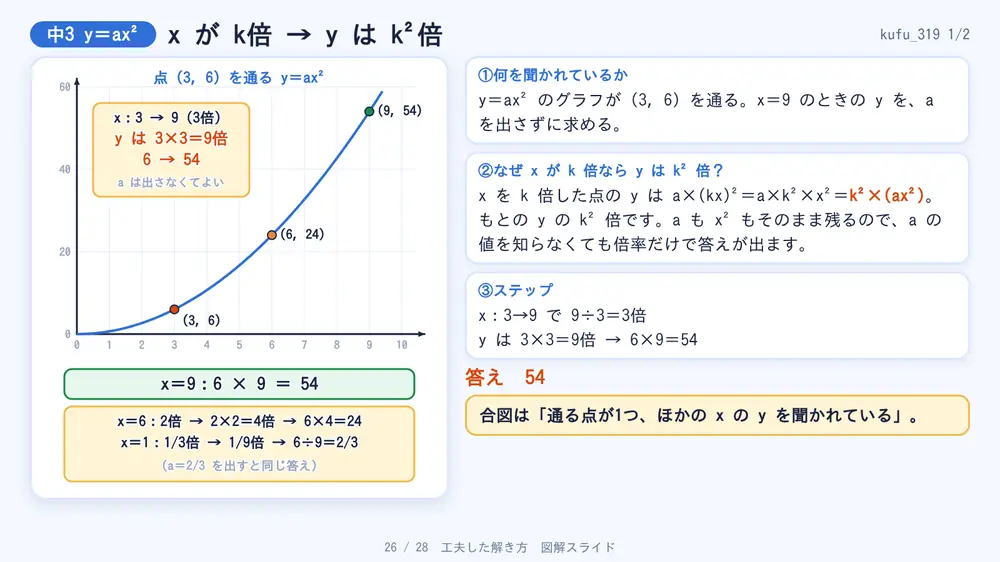 中3 y＝ax² x が k倍 → y は k²倍
kufu_319 1/2
点 (3, 6) を通る y＝ax²
60
40
20
0
0 1 2 3 4 5 6 7 8 9 10
x：3 → 9 (3倍)
y は 3×3＝9倍
6 → 54
a は出さなくてよい
(9, 54)
(6, 24)
(3, 6)
x＝9：6 × 9 ＝ 54
x＝6：2倍 → 2×2＝4倍 → 6×4＝24
x＝1：1/3倍 → 1/9倍 → 6÷9＝2/3
(a＝2/3 を出すと同じ答え)
①何を聞かれているか
y＝ax² のグラフが (3, 6) を通る。x＝9 のときの y を、a
を出さずに求める。
②なぜ x が k 倍なら y は k² 倍？
x を k 倍した点の y は a×(kx)²＝a×k²×x²＝k²×(ax²)。
もとの y の k² 倍です。a も x² もそのまま残るので、a の
値を知らなくても倍率だけで答えが出ます。
③ステップ
x：3→9 で 9÷3＝3倍
y は 3×3＝9倍 → 6×9＝54
答え 54
合図は「通る点が1つ、ほかの x の y を聞かれている」。
26 / 28 工夫した解き方 図解スライド